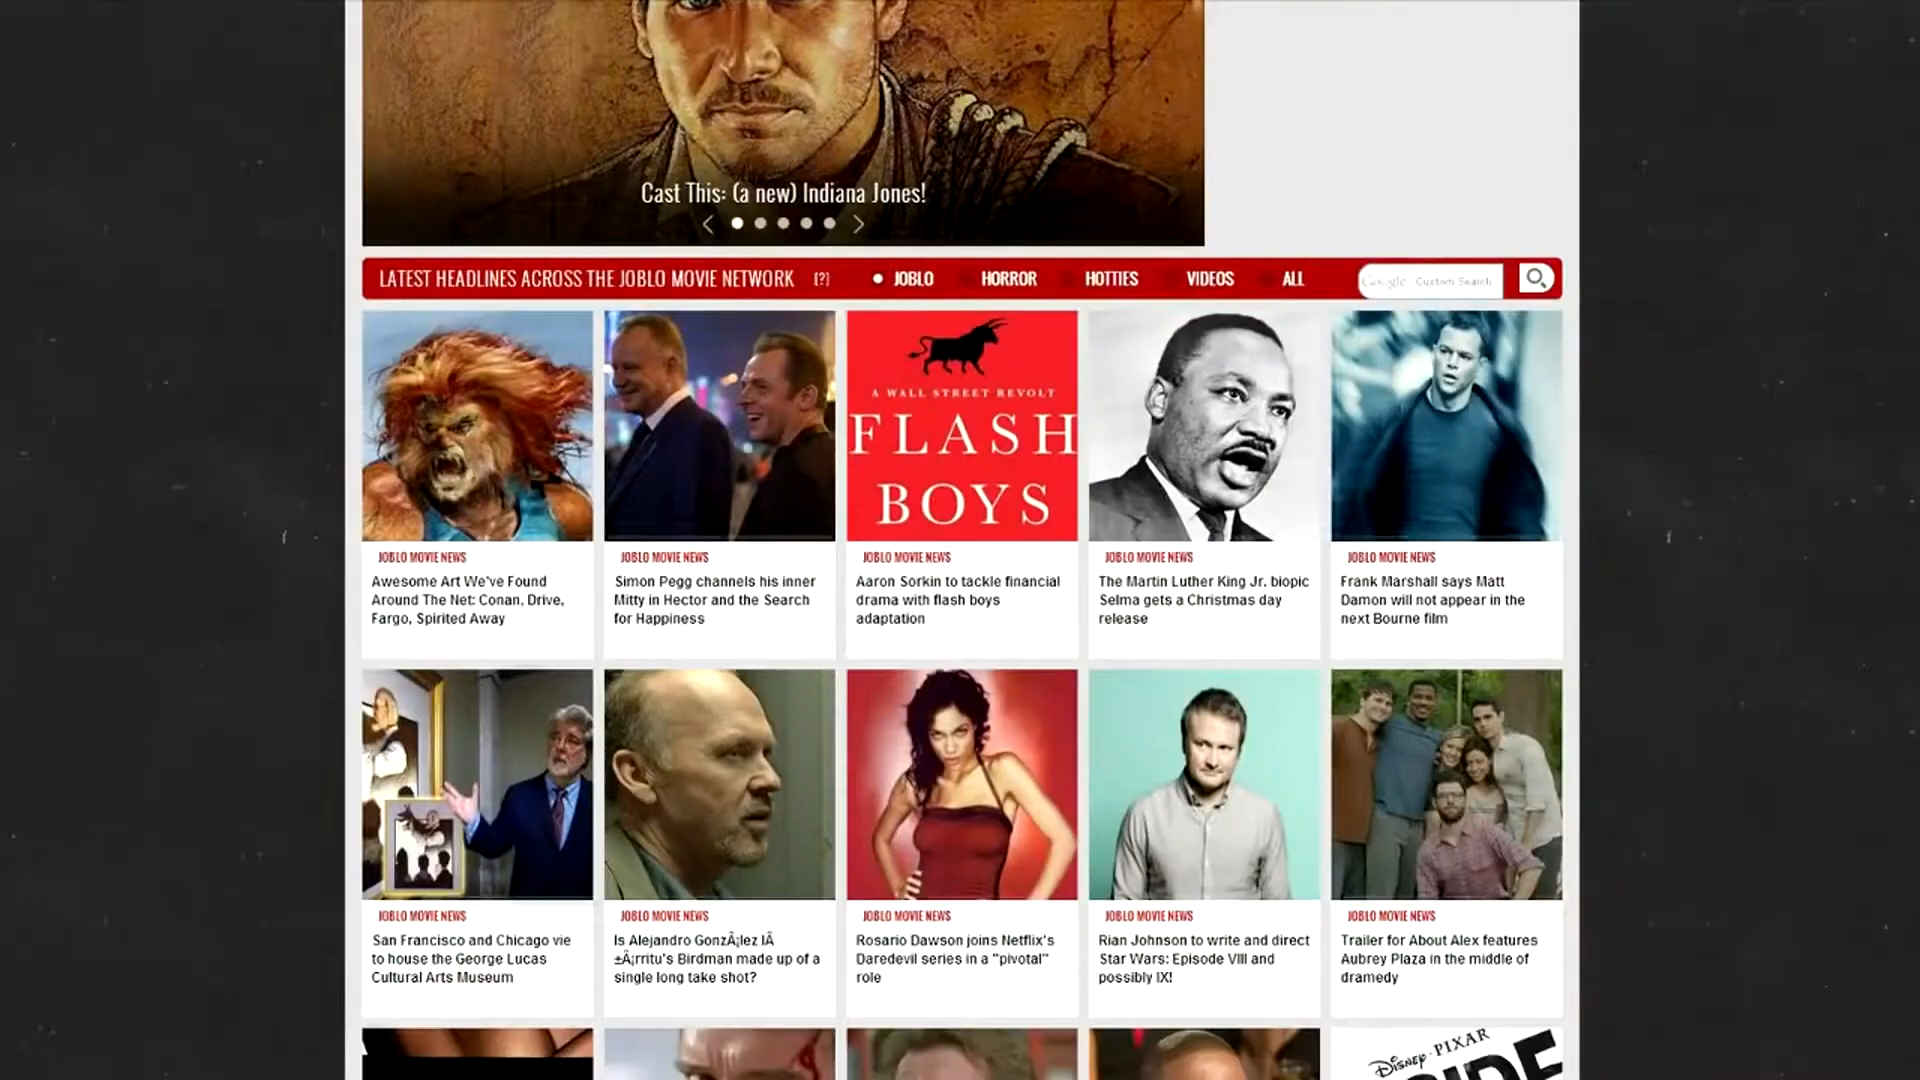 Cast This: (a new) Indiana Jones!
LATEST HEADLINES ACROSS THE JOBLO MOVIE NETWORK [?] JOBLO HORROR HOTTIES VIDEOS ALL Google Custom Search
A WALL STREET REVOLT
FLASH
BOYS
JOBLO MOVIE NEWS
Awesome Art We've Found
Around The Net: Conan, Drive,
Fargo, Spirited Away
JOBLO MOVIE NEWS
Simon Pegg channels his inner
Mitty in Hector and the Search
for Happiness
JOBLO MOVIE NEWS
Aaron Sorkin to tackle financial
drama with flash boys
adaptation
JOBLO MOVIE NEWS
The Martin Luther King Jr. biopic
Selma gets a Christmas day
release
JOBLO MOVIE NEWS
Frank Marshall says Matt
Damon will not appear in the
next Bourne film
JOBLO MOVIE NEWS
San Francisco and Chicago vie
to house the George Lucas
Cultural Arts Museum
JOBLO MOVIE NEWS
Is Alejandro GonzÃ¡lez IÃ
±Ã¡rritu's Birdman made up of a
single long take shot?
JOBLO MOVIE NEWS
Rosario Dawson joins Netflix's
Daredevil series in a "pivotal"
role
JOBLO MOVIE NEWS
Rian Johnson to write and direct
Star Wars: Episode VIII and
possibly IX!
JOBLO MOVIE NEWS
Trailer for About Alex features
Aubrey Plaza in the middle of
dramedy
DISNEY·PIXAR